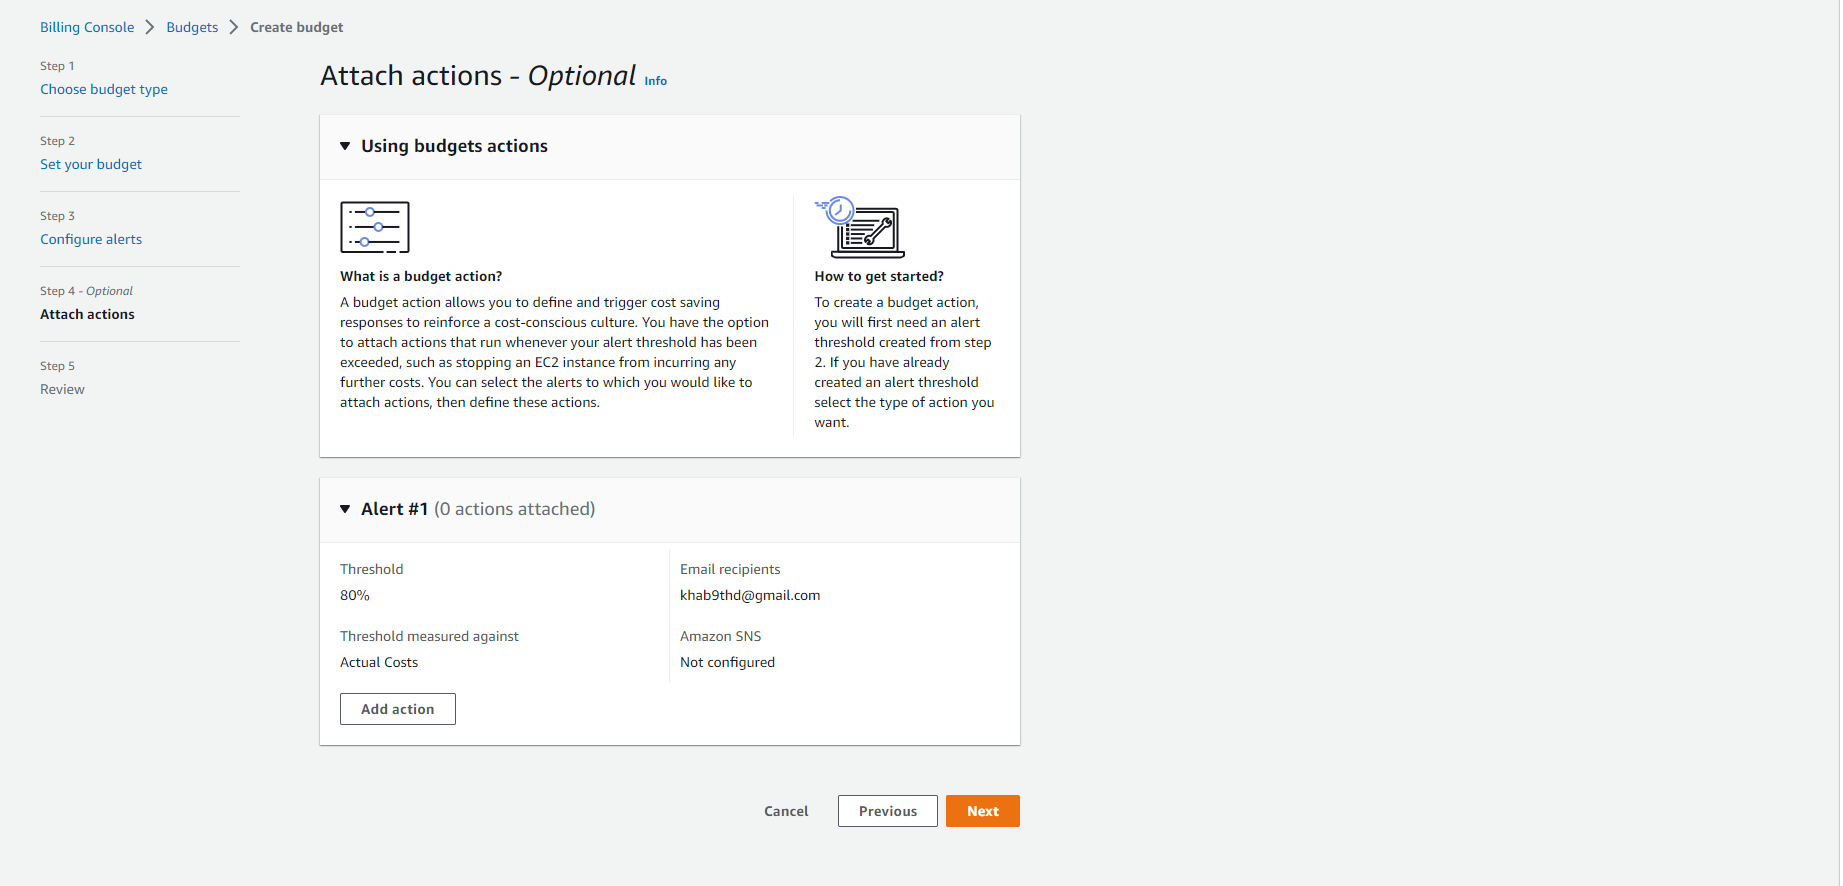 Billing Console > Budgets > Create budget
Step 1
Choose budget type
Step 2
Set your budget
Step 3
Configure alerts
Step 4 - Optional
Attach actions
Step 5
Review
Attach actions - Optional Info
Using budgets actions
What is a budget action?
A budget action allows you to define and trigger cost saving
responses to reinforce a cost-conscious culture. You have the option
to attach actions that run whenever your alert threshold has been
exceeded, such as stopping an EC2 instance from incurring any
further costs. You can select the alerts to which you would like to
attach actions, then define these actions.
How to get started?
To create a budget action,
you will first need an alert
threshold created from step
2. If you have already
created an alert threshold
select the type of action you
want.
Alert #1 (0 actions attached)
Threshold
80%
Threshold measured against
Actual Costs
Email recipients
khab9thd@gmail.com
Amazon SNS
Not configured
Add action
Cancel
Previous
Next